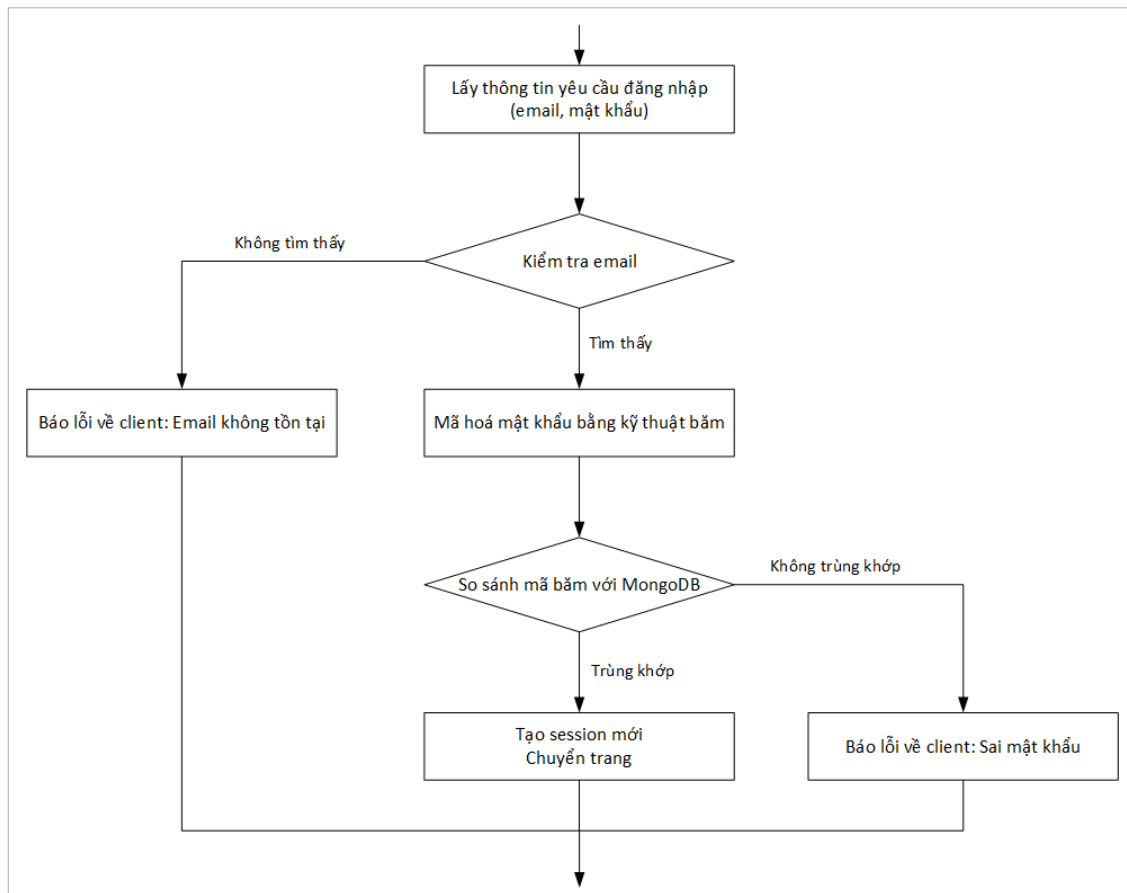 Lấy thông tin yêu cầu đăng nhập
(email, mật khẩu)
Không tìm thấy
Kiểm tra email
Tìm thấy
Báo lỗi về client: Email không tồn tại
Mã hoá mật khẩu bằng kỹ thuật băm
Không trùng khớp
So sánh mã băm với MongoDB
Trùng khớp
Tạo session mới
Chuyển trang
Báo lỗi về client: Sai mật khẩu